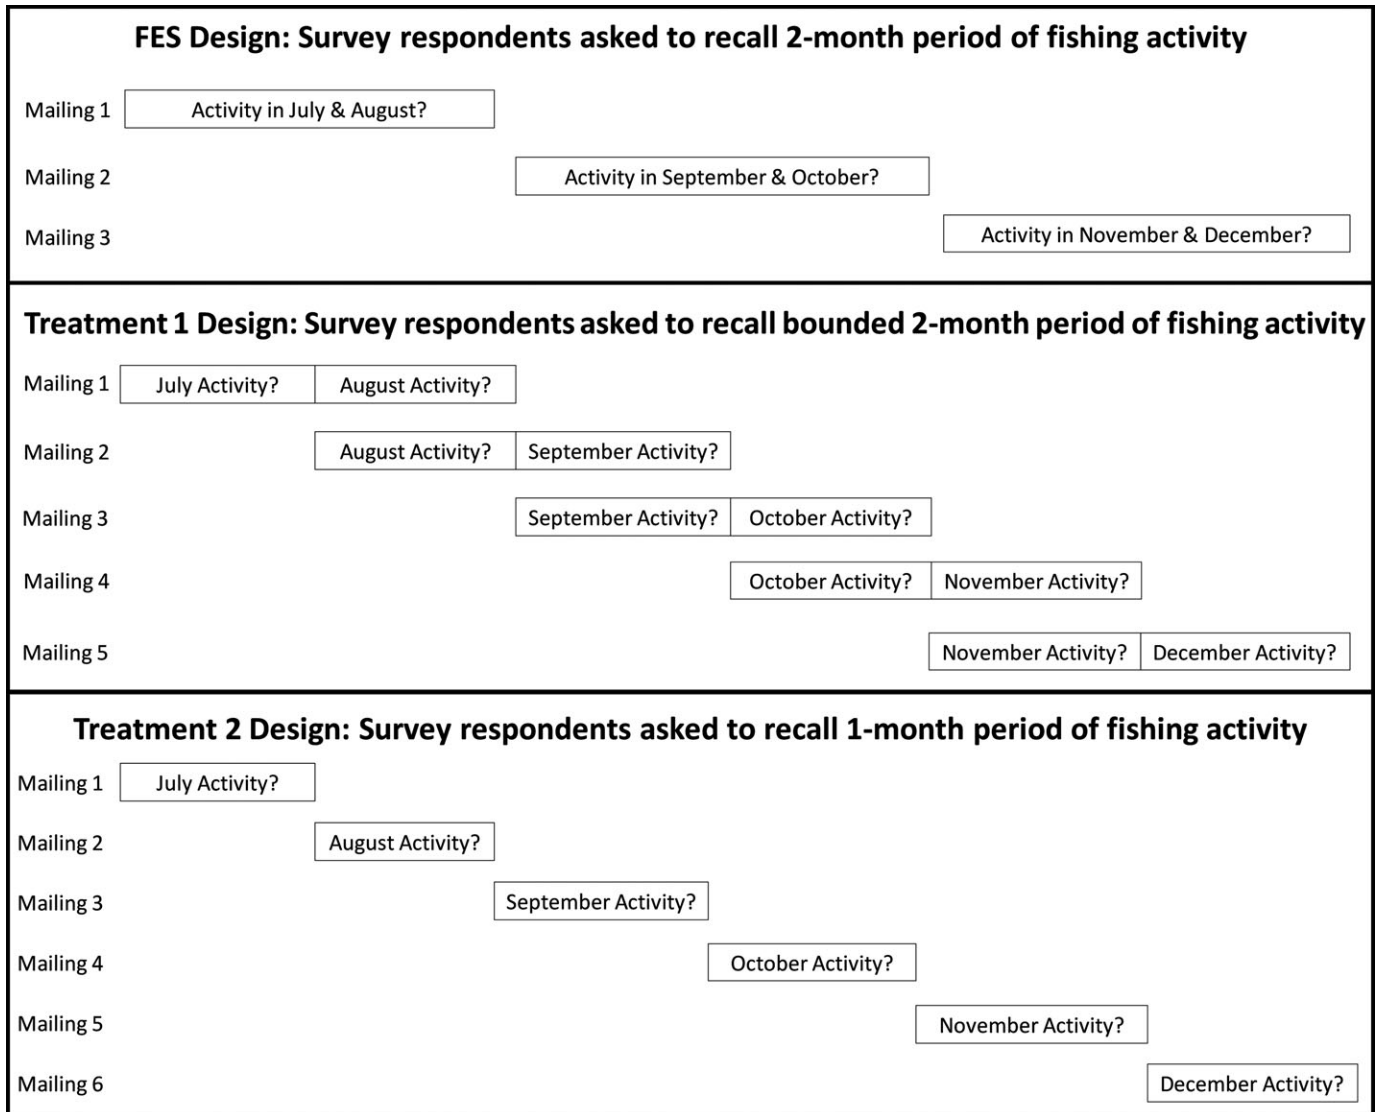 FES Design: Survey respondents asked to recall 2-month period of fishing activity
Mailing 1 Activity in July & August?
Mailing 2 Activity in September & October?
Mailing 3 Activity in November & December?
Treatment 1 Design: Survey respondents asked to recall bounded 2-month period of fishing activity
Mailing 1 July Activity? August Activity?
Mailing 2 August Activity? September Activity?
Mailing 3 September Activity? October Activity?
Mailing 4 October Activity? November Activity?
Mailing 5 November Activity? December Activity?
Treatment 2 Design: Survey respondents asked to recall 1-month period of fishing activity
Mailing 1 July Activity?
Mailing 2 August Activity?
Mailing 3 September Activity?
Mailing 4 October Activity?
Mailing 5 November Activity?
Mailing 6 December Activity?